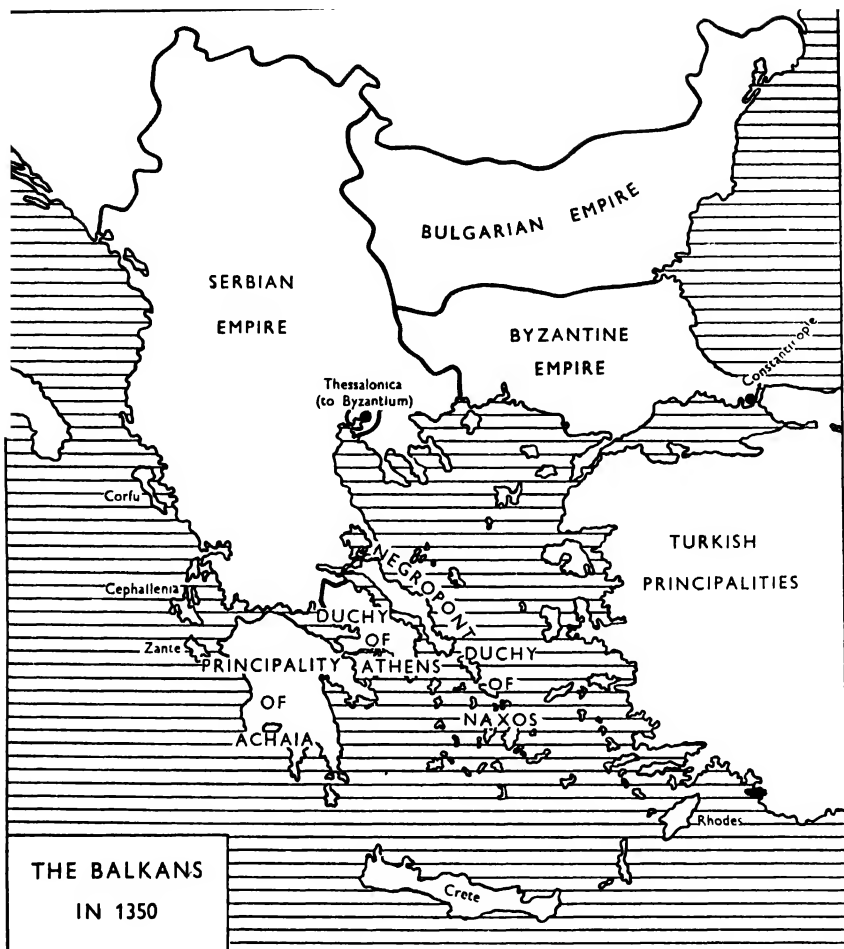 BULGARIAN EMPIRE
SERBIAN
EMPIRE
BYZANTINE
EMPIRE
Constantinople
Thessalonica
(to Byzantium)
Corfu
TURKISH
PRINCIPALITIES
NEGROPONT
Cephallenia
DUCHY
OF
ATHENS
Zante
PRINCIPALITY
OF
ACHAIA
DUCHY
OF
NAXOS
Rhodes
Crete
THE BALKANS
IN 1350